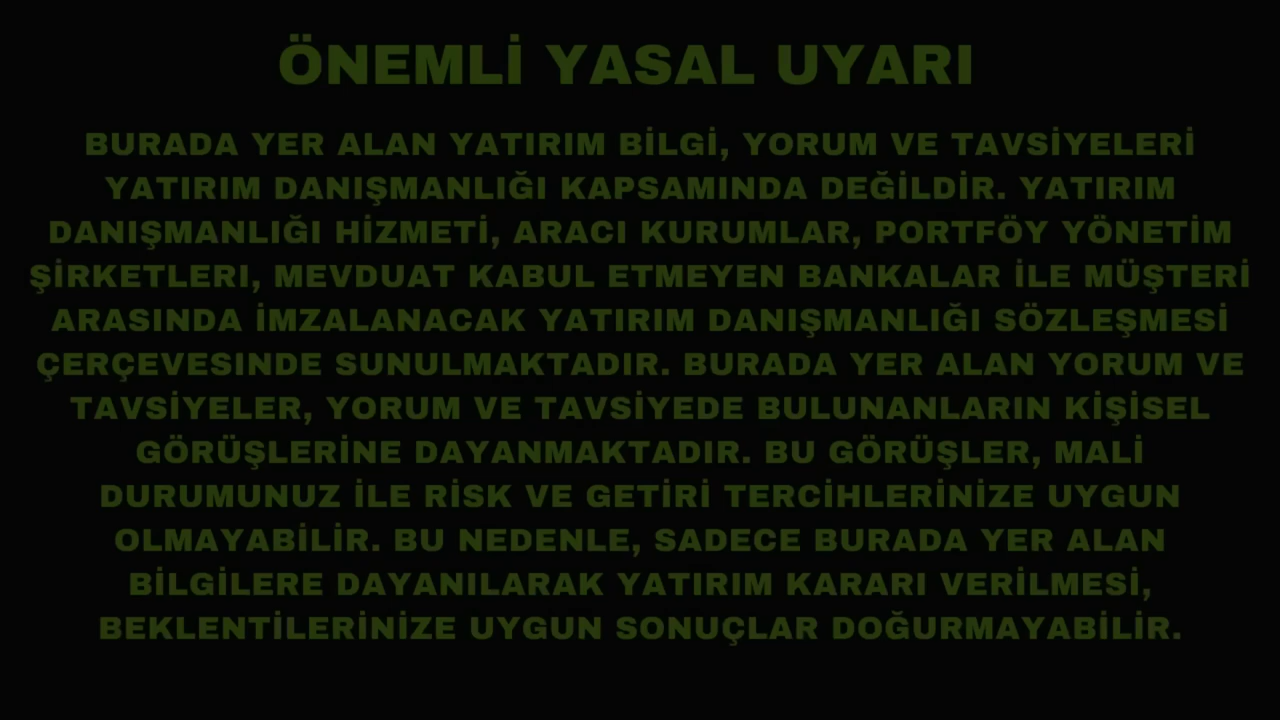 ÖNEMLİ YASAL UYARI
BURADA YER ALAN YATIRIM BİLGİ, YORUM VE TAVSİYELERİ
YATIRIM DANIŞMANLIĞI KAPSAMINDA DEĞİLDİR. YATIRIM
DANIŞMANLIĞI HİZMETİ, ARACI KURUMLAR, PORTFÖY YÖNETİM
ŞİRKETLERI, MEVDUAT KABUL ETMEYEN BANKALAR İLE MÜŞTERİ
ARASINDA İMZALANACAK YATIRIM DANIŞMANLIĞI SÖZLEŞMESİ
ÇERÇEVESINDE SUNULMAKTADIR. BURADA YER ALAN YORUM VE
TAVSİYELER, YORUM VE TAVSİYEDE BULUNANLARIN KİŞİSEL
GÖRÜŞLERİNE DAYANMAKTADIR. BU GÖRÜŞLER, MALİ
DURUMUNUZ İLE RİSK VE GETİRİ TERCİHLERİNİZE UYGUN
OLMAYABİLİR. BU NEDENLE, SADECE BURADA YER ALAN
BİLGİLERE DAYANILARAK YATIRIM KARARI VERİLMESİ,
BEKLENTİLERİNİZE UYGUN SONUÇLAR DOĞURMAYABİLİR.